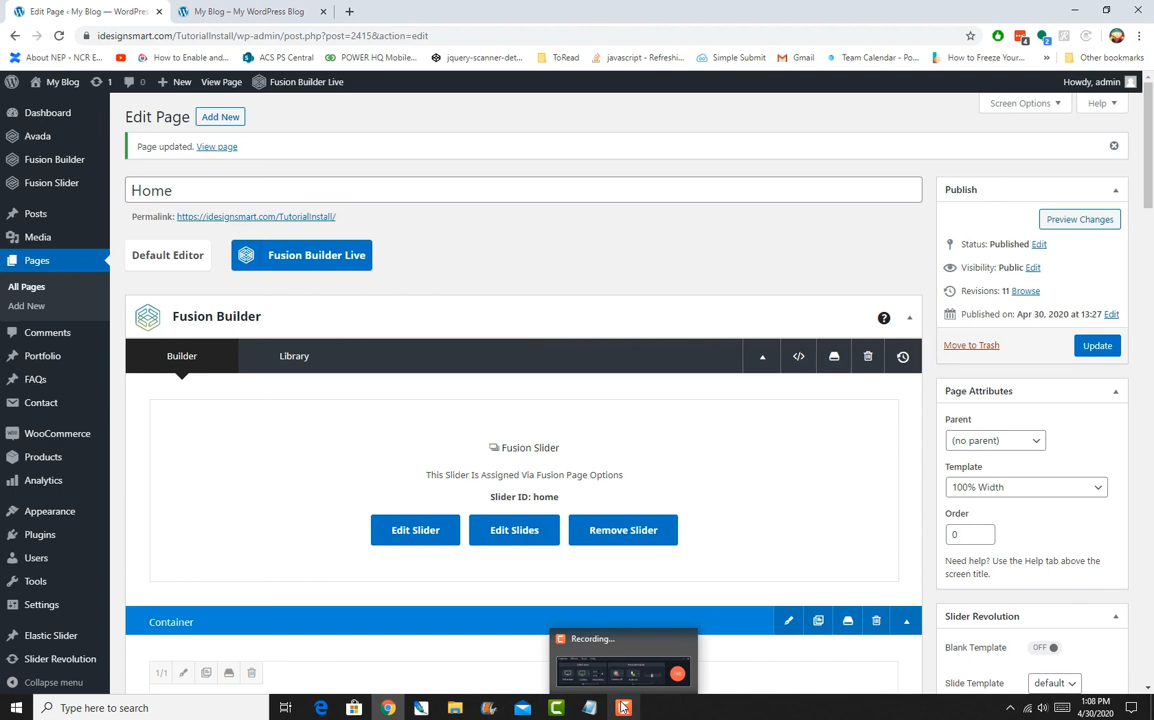 Edit Page ‹ My Blog — WordPres
My Blog – My WordPress Blog
idesignsmart.com/TutorialInstall/wp-admin/post.php?post=2415&action=edit
About NEP - NCR E...
How to Enable and...
ACS PS Central
POWER HQ Mobile...
jquery-scanner-det...
ToRead
javascript - Refreshi...
Simple Submit
Gmail
Team Calendar - Po...
How to Freeze Your...
»
Other bookmarks
My Blog
1
New
View Page
Fusion Builder Live
Howdy, admin
Dashboard
Avada
Fusion Builder
Fusion Slider
Posts
Media
Pages
All Pages
Add New
Comments
Portfolio
FAQs
Contact
WooCommerce
Products
Analytics
Appearance
Plugins
Users
Tools
Settings
Elastic Slider
Slider Revolution
Collapse menu
Screen Options
Help
Edit Page
Add New
Page updated. View page
Home
Permalink: https://idesignsmart.com/TutorialInstall/
Default Editor
Fusion Builder Live
Fusion Builder
Builder
Library
Fusion Slider
This Slider Is Assigned Via Fusion Page Options
Slider ID: home
Edit Slider
Edit Slides
Remove Slider
Container
1/1
Recording...
Publish
Preview Changes
Status: Published Edit
Visibility: Public Edit
Revisions: 11 Browse
Published on: Apr 30, 2020 at 13:27 Edit
Move to Trash
Update
Page Attributes
Parent
(no parent)
Template
100% Width
Order
0
Need help? Use the Help tab above the
screen title.
Slider Revolution
Blank Template
OFF
Slide Template
default
Type here to search
1:08 PM
4/30/2020